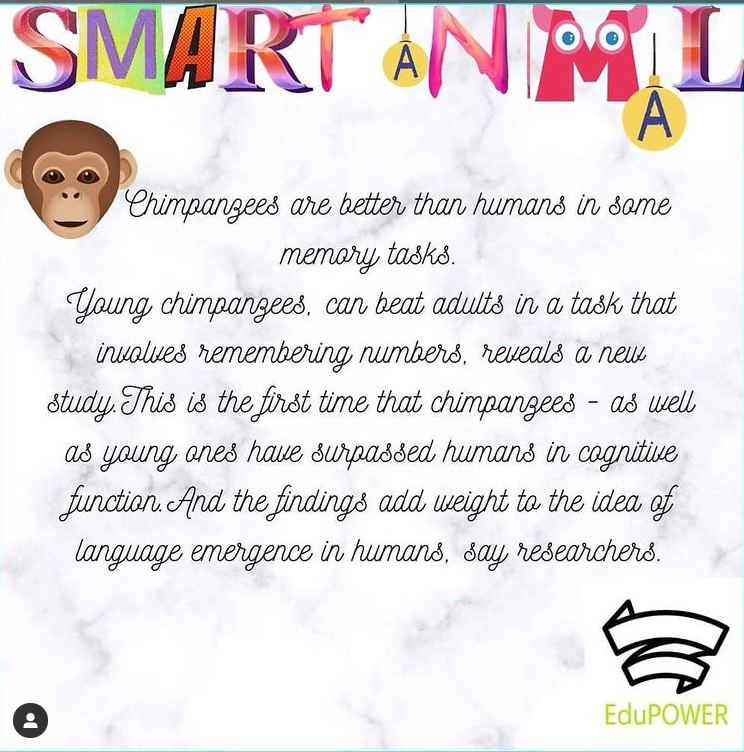 SMART ANIMAL
Chimpanzees are better than humans in some
memory tasks.
Young chimpanzees, can beat adults in a task that
involves remembering numbers, reveals a new
study.This is the first time that chimpanzees - as well
as young ones have surpassed humans in cognitive
function.And the findings add weight to the idea of
language emergence in humans, say researchers.
EduPOWER